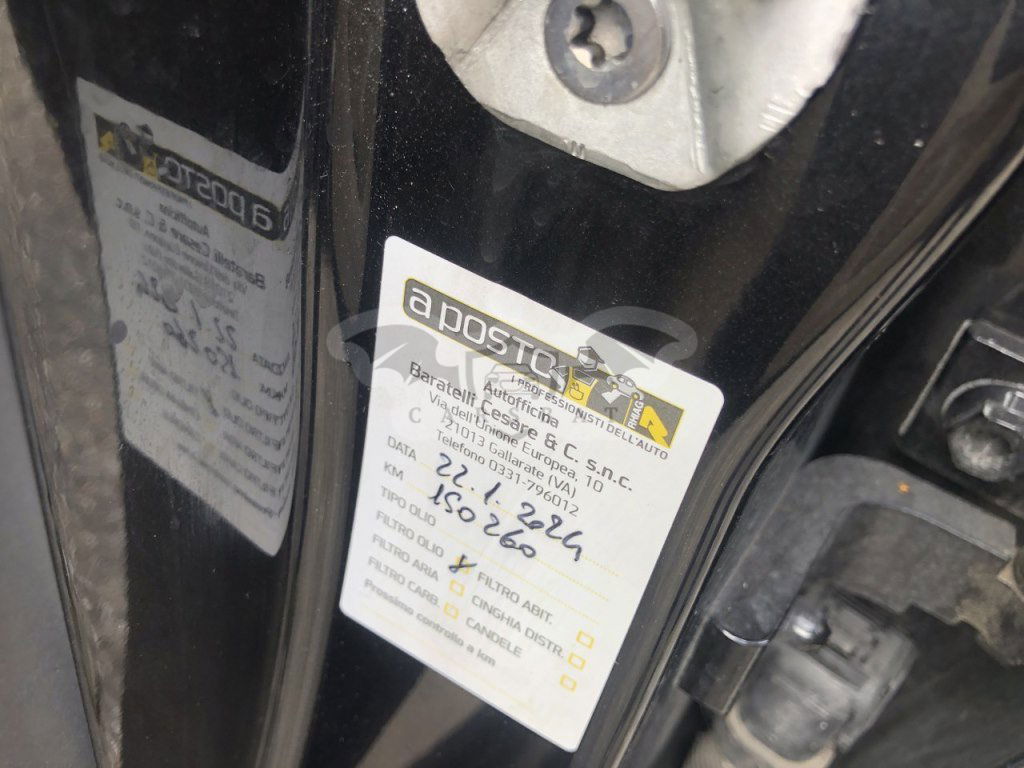 a posto
I PROFESSIONISTI DELL'AUTO
RMAG
Autofficina
Baratelli Cesare & C. s.n.c.
Via dell'Unione Europea, 10
21013 Gallarate (VA)
Telefono 0331-796012
DATA 22.1.2024
KM 150260
TIPO OLIO
FILTRO OLIO FILTRO ABIT.
FILTRO ARIA CINGHIA DISTR.
FILTRO CARB. CANDELE
Prossimo controllo a km